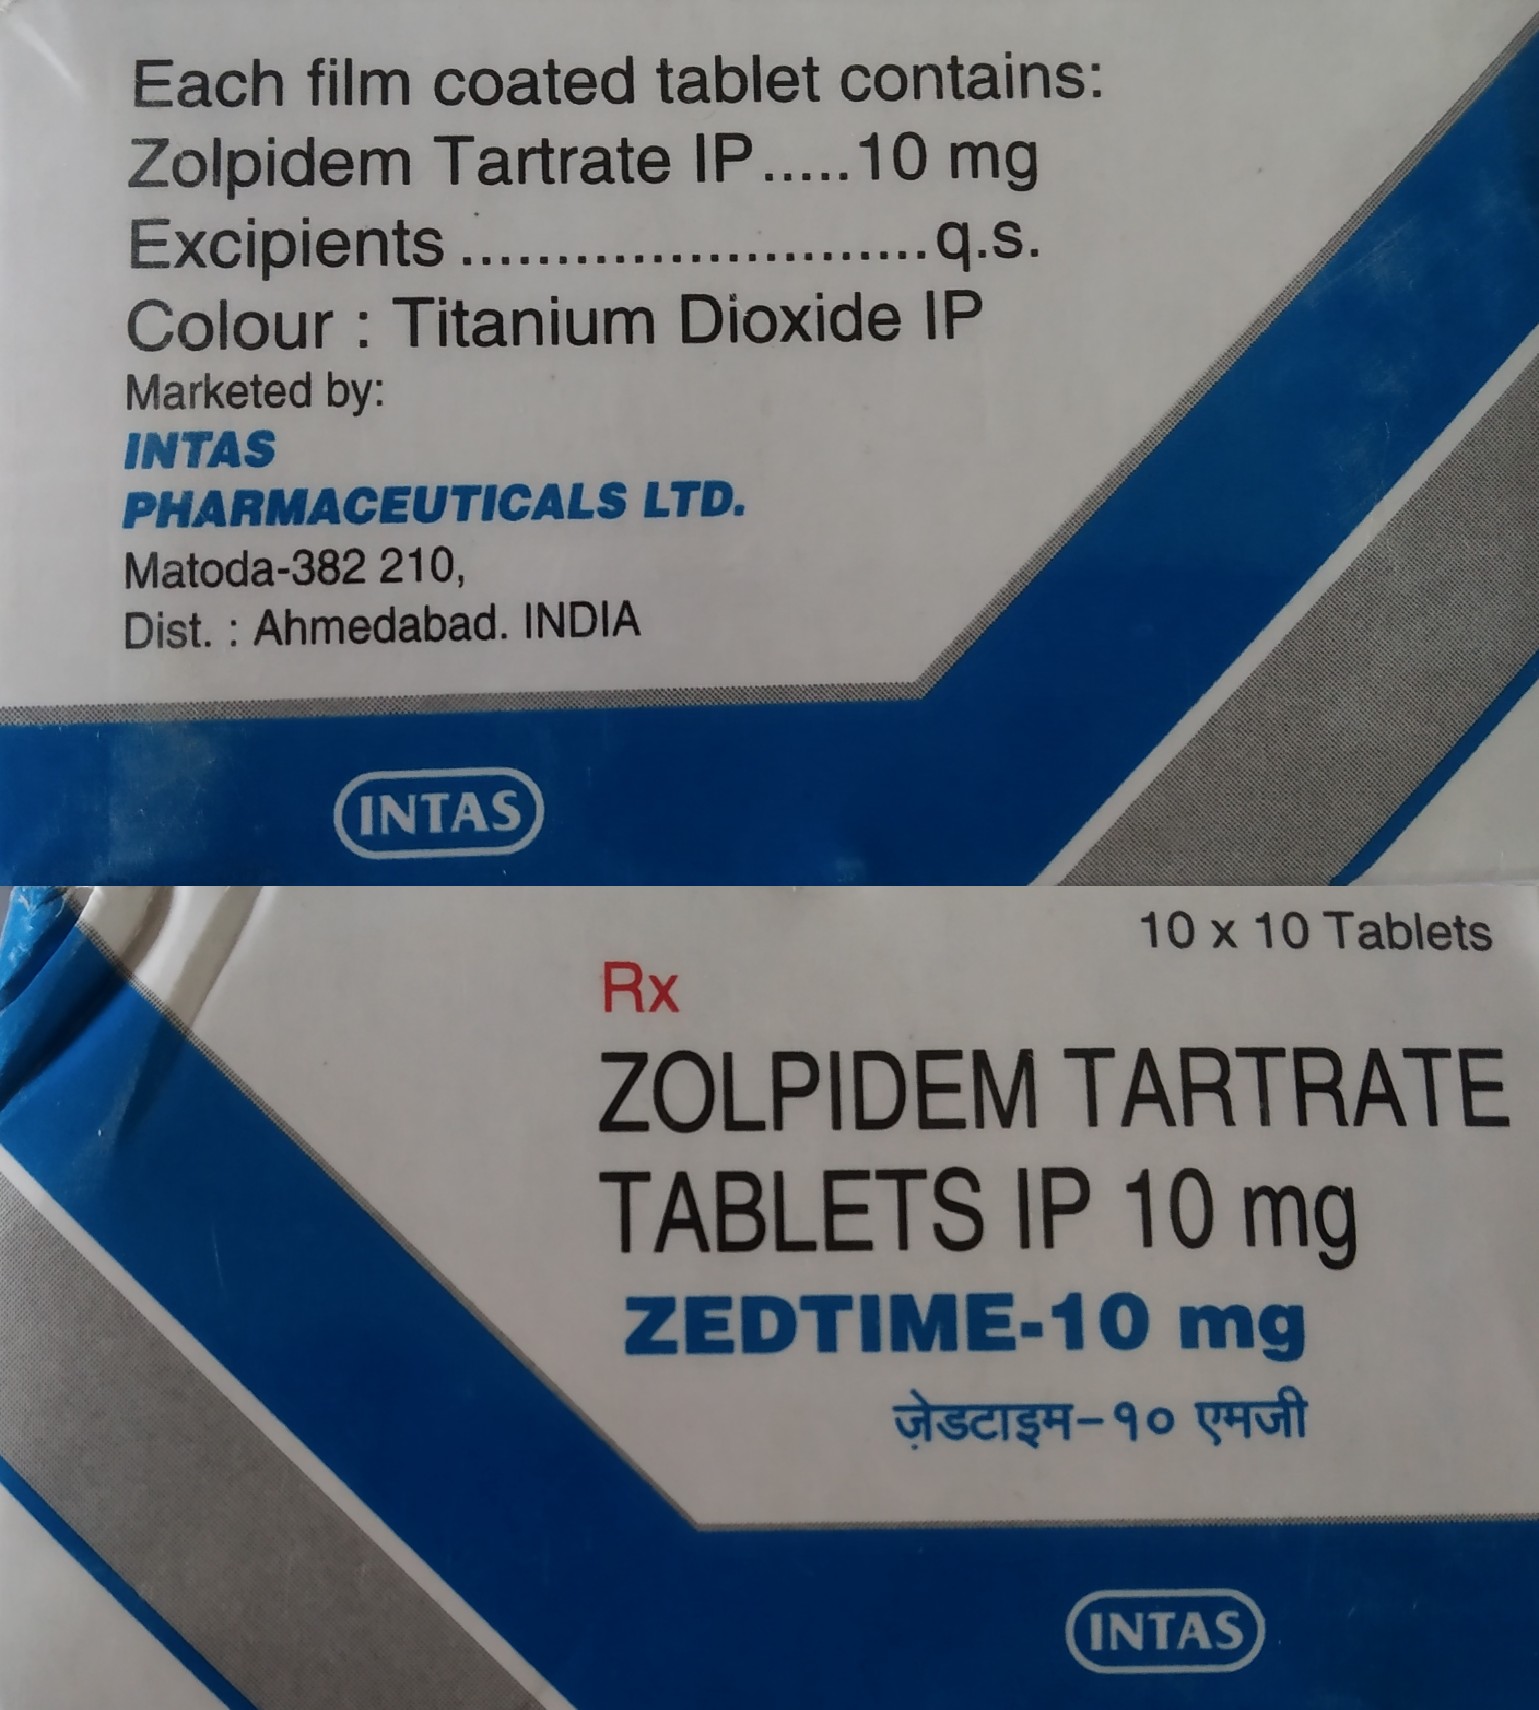 Each film coated tablet contains:
Zolpidem Tartrate IP.....10 mg
Excipients ..........................q.s.
Colour : Titanium Dioxide IP
Marketed by:
INTAS
PHARMACEUTICALS LTD.
Matoda-382 210,
Dist. : Ahmedabad. INDIA
INTAS
10 x 10 Tablets
Rx
ZOLPIDEM TARTRATE
TABLETS IP 10 mg
ZEDTIME-10 mg
ज़ेडटाइम-१० एमजी
INTAS